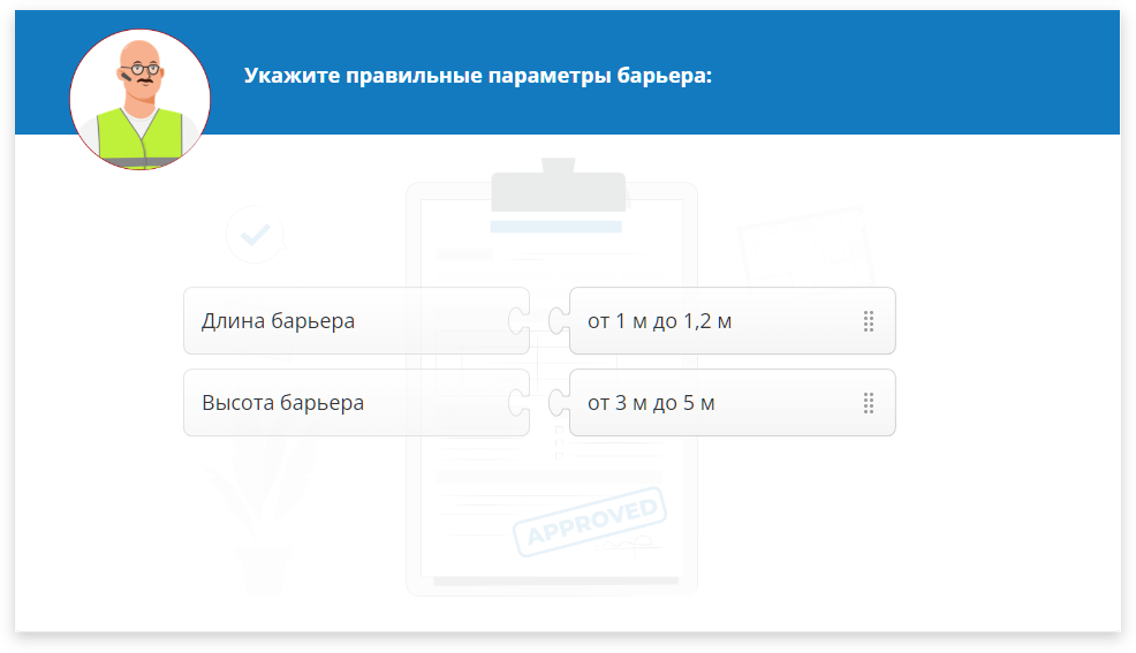 Укажите правильные параметры барьера:
Длина барьера
от 1 м до 1,2 м
Высота барьера
от 3 м до 5 м
APPROVED